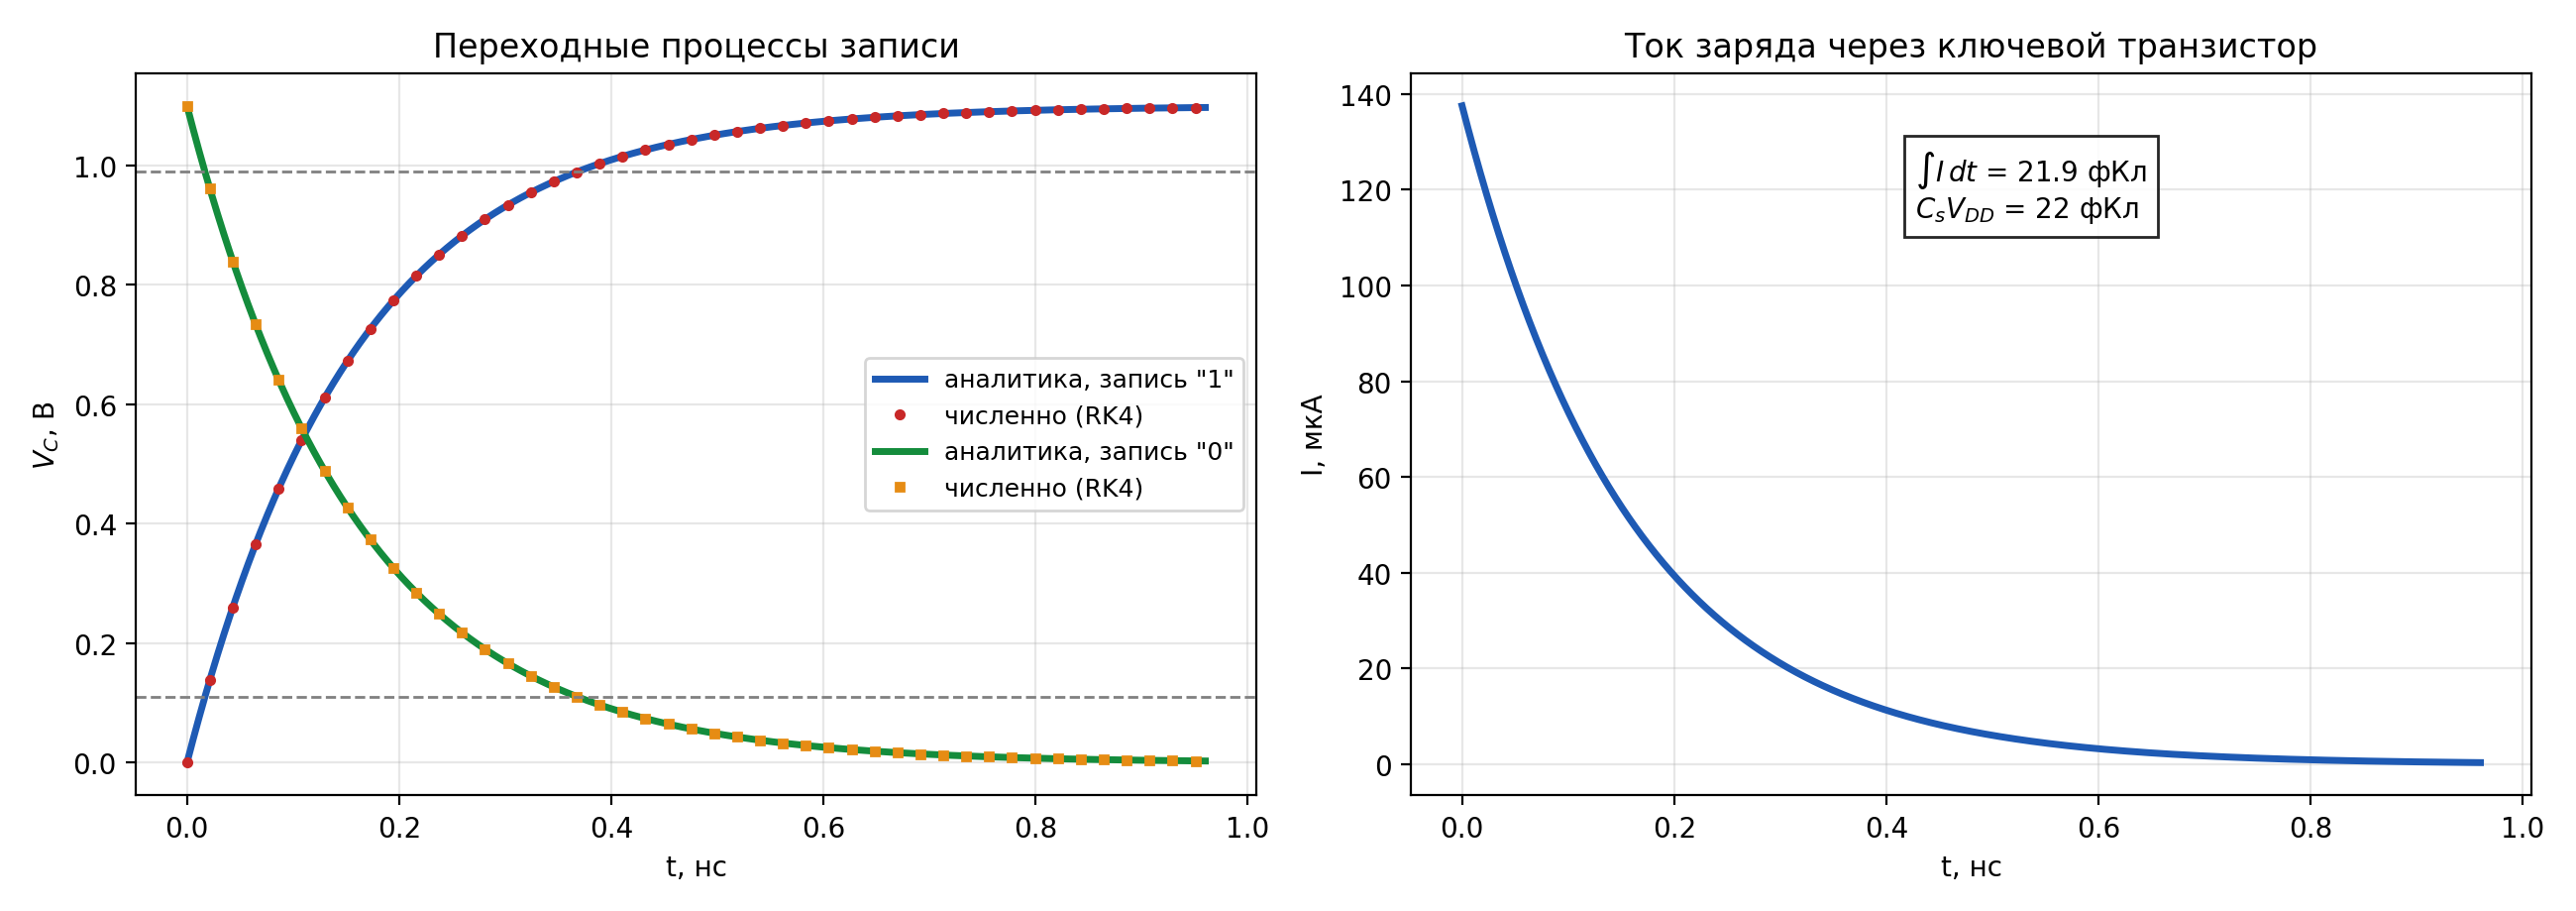 Переходные процессы записи
V_C, В
1.0
0.8
0.6
0.4
0.2
0.0
аналитика, запись "1"
численно (RK4)
аналитика, запись "0"
численно (RK4)
0.0 0.2 0.4 0.6 0.8 1.0
t, нс
Ток заряда через ключевой транзистор
I, мкА
140
120
100
80
60
40
20
0
∫I dt = 21.9 фКл
C_sV_{DD} = 22 фКл
0.0 0.2 0.4 0.6 0.8 1.0
t, нс